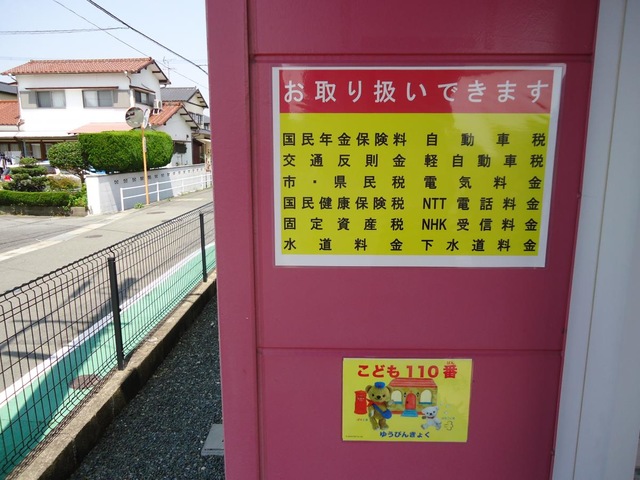 お取り扱いできます
国民年金保険料 自動車税
交通反則金 軽自動車税
市・県民税 電気料金
国民健康保険税 NTT電話料金
固定資産税 NHK受信料金
水道料金 下水道料金
こども110番
ゆうびんきょく